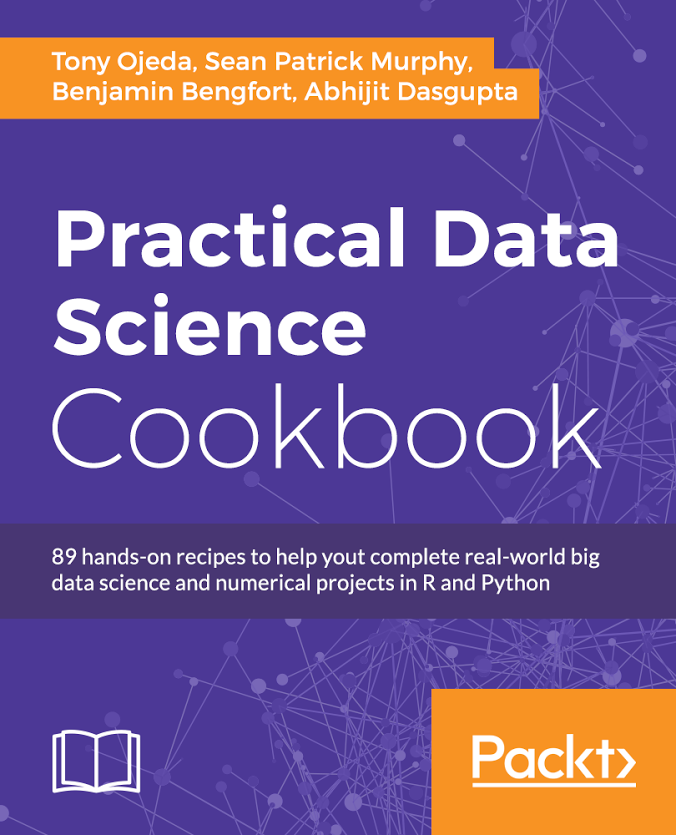 Tony Ojeda, Sean Patrick Murphy,
Benjamin Bengfort, Abhijit Dasgupta
Practical Data
Science
Cookbook
89 hands-on recipes to help yout complete real-world big
data science and numerical projects in R and Python
Packt>